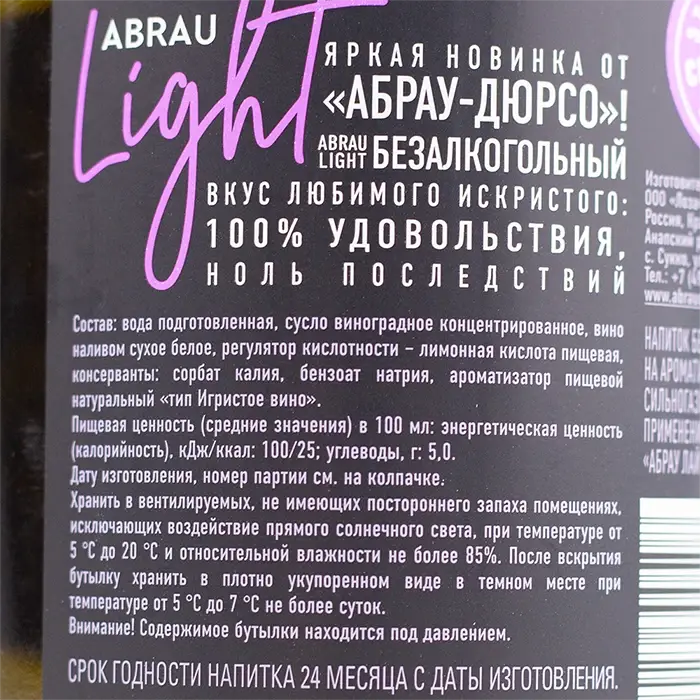 ABRAU
Light
ЯРКАЯ НОВИНКА ОТ
«АБРАУ-ДЮРСО»!
ABRAU LIGHT БЕЗАЛКОГОЛЬНЫЙ
ВКУС ЛЮБИМОГО ИСКРИСТОГО:
100% УДОВОЛЬСТВИЯ,
НОЛЬ ПОСЛЕДСТВИЙ
Состав: вода подготовленная, сусло виноградное концентрированное, вино
наливом сухое белое, регулятор кислотности – лимонная кислота пищевая,
консерванты: сорбат калия, бензоат натрия, ароматизатор пищевой
натуральный «тип Игристое вино».
Пищевая ценность (средние значения) в 100 мл: энергетическая ценность
(калорийность), кДж/ккал: 100/25; углеводы, г: 5,0.
Дату изготовления, номер партии см. на колпачке.
Хранить в вентилируемых, не имеющих постороннего запаха помещениях,
исключающих воздействие прямого солнечного света, при температуре от
5 °С до 20 °С и относительной влажности не более 85%. После вскрытия
бутылку хранить в плотно укупоренном виде в темном месте при
температуре от 5 °С до 7 °С не более суток.
Внимание! Содержимое бутылки находится под давлением.
СРОК ГОДНОСТИ НАПИТКА 24 МЕСЯЦА С ДАТЫ ИЗГОТОВЛЕНИЯ.
ООО
Россия,
с.
Тел.: +7
НАПИТОК
НА
«АБРАУ